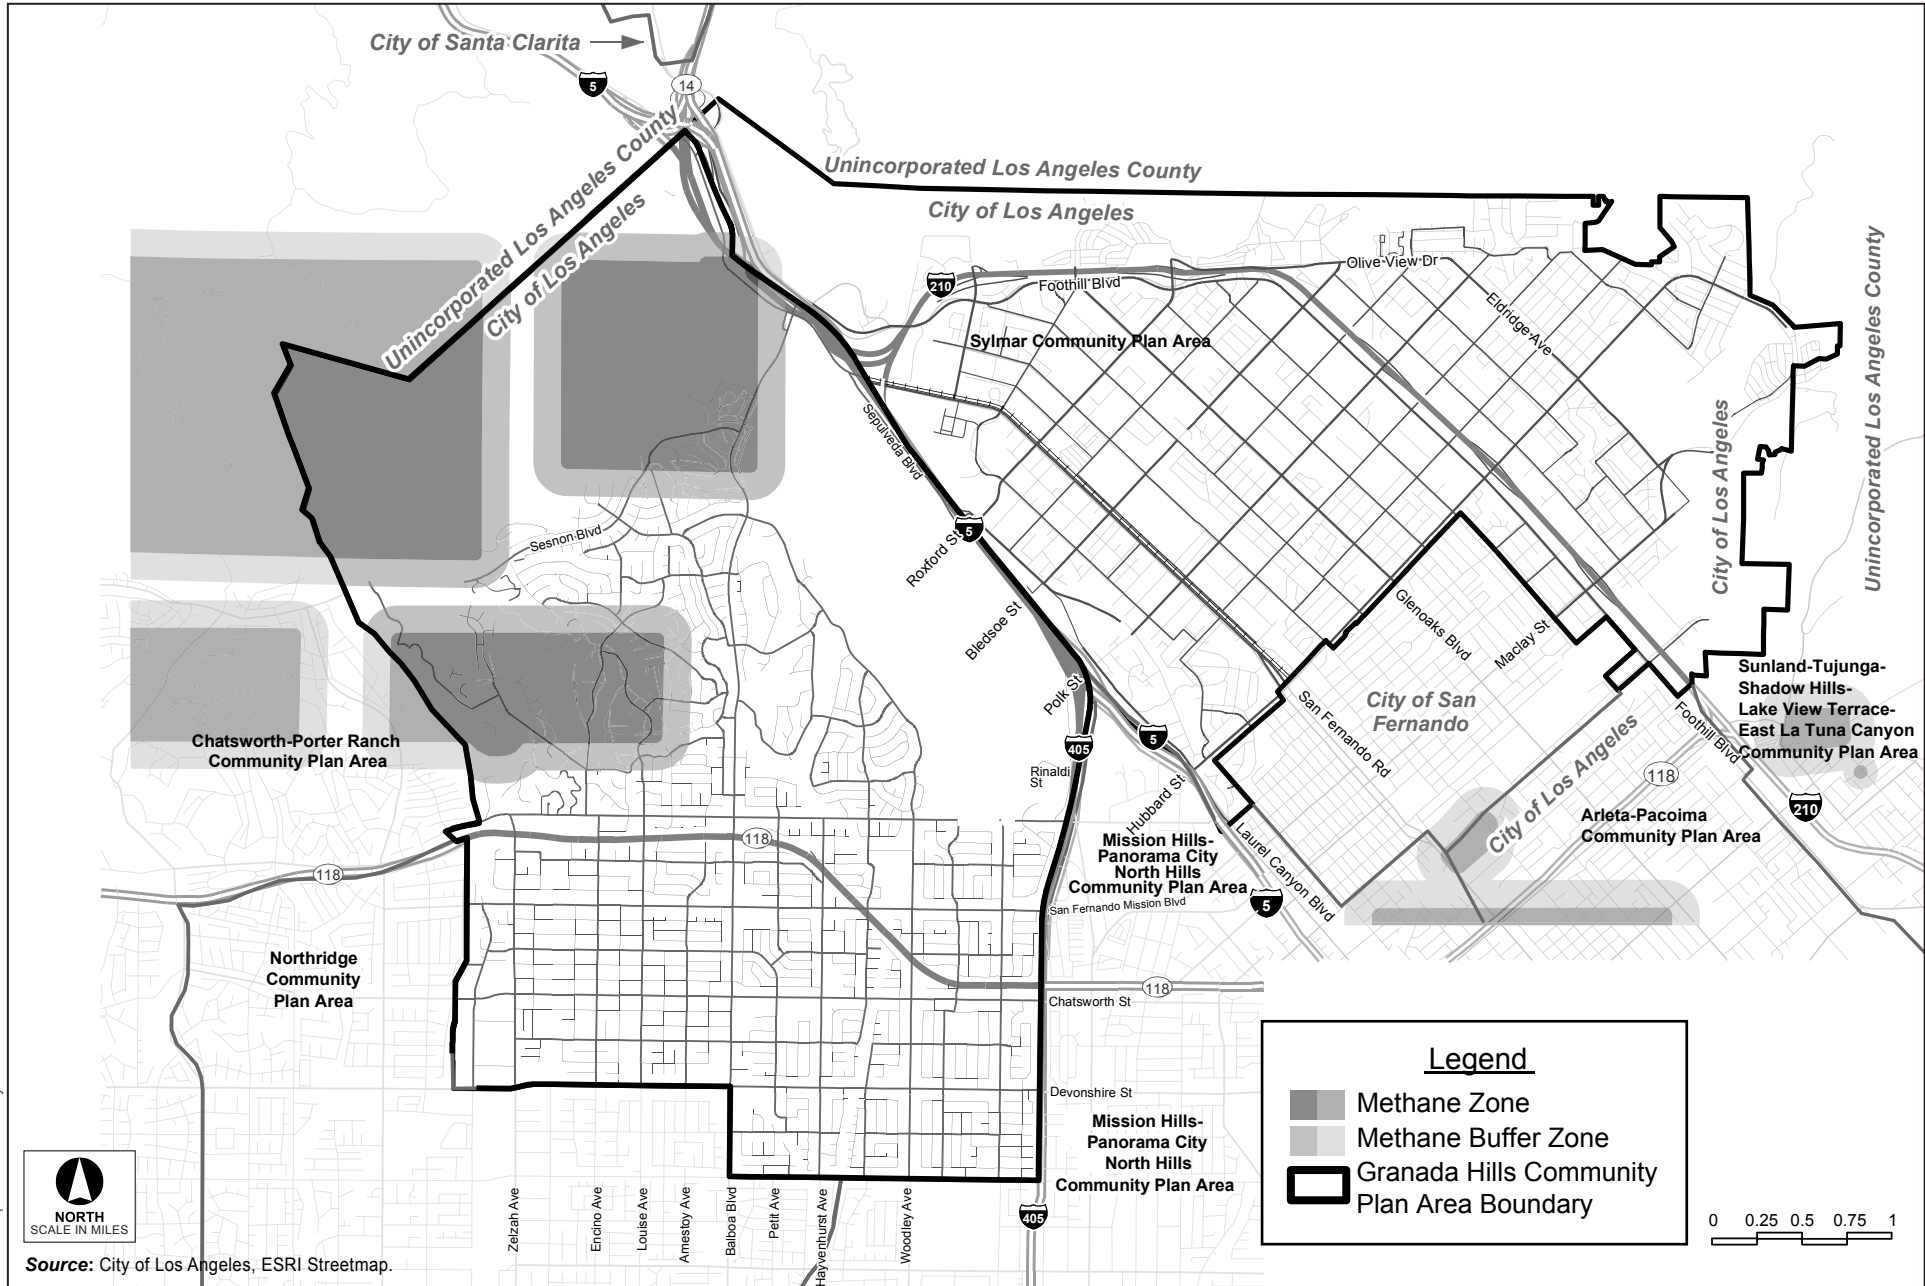 City of Santa Clarita
5
14
Unincorporated Los Angeles County
City of Los Angeles
Unincorporated Los Angeles County
City of Los Angeles
210
Foothill Blvd
Olive View Dr
Eldridge Ave
Sylmar Community Plan Area
Unincorporated Los Angeles County
City of Los Angeles
Sepulveda Blvd
Sesnon Blvd
5
Roxford St
Bledsoe St
Polk St
Glenoaks Blvd
Maclay St
City of San
Fernando
San Fernando Rd
Foothill Blvd
Sunland-Tujunga-
Shadow Hills-
Lake View Terrace-
East La Tuna Canyon
Community Plan Area
Chatsworth-Porter Ranch
Community Plan Area
5
405
Rinaldi
St
Hubbard St
City of Los Angeles
118
210
Arleta-Pacoima
Community Plan Area
118
118
Mission Hills-
Panorama City
North Hills
Community Plan Area
Laurel Canyon Blvd
5
San Fernando Mission Blvd
Northridge
Community
Plan Area
118
Chatsworth St
Devonshire St
Mission Hills-
Panorama City
North Hills
Community Plan Area
405
Zelzah Ave
Encino Ave
Louise Ave
Amestoy Ave
Balboa Blvd
Petit Ave
Hayvenhurst Ave
Woodley Ave
Legend
Methane Zone
Methane Buffer Zone
Granada Hills Community
Plan Area Boundary
0 0.25 0.5 0.75 1
NORTH
SCALE IN MILES
Source: City of Los Angeles, ESRI Streetmap.